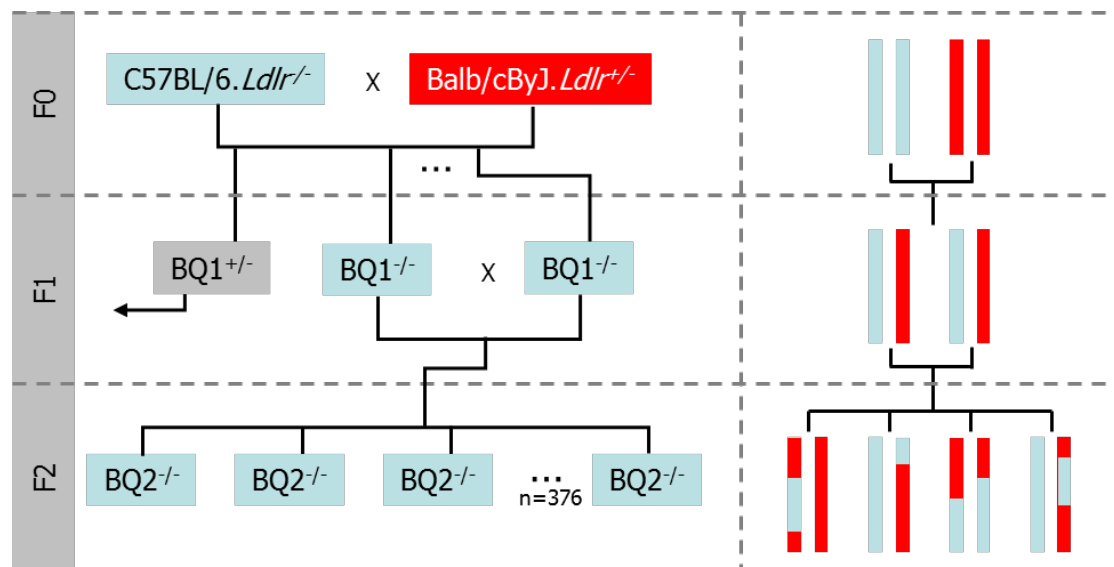 F0
C57BL/6.Ldlr-/-
X
Balb/cByJ.Ldlr+/-
...
F1
BQ1+/-
BQ1-/-
X
BQ1-/-
F2
BQ2-/-
BQ2-/-
BQ2-/-
...
n=376
BQ2-/-